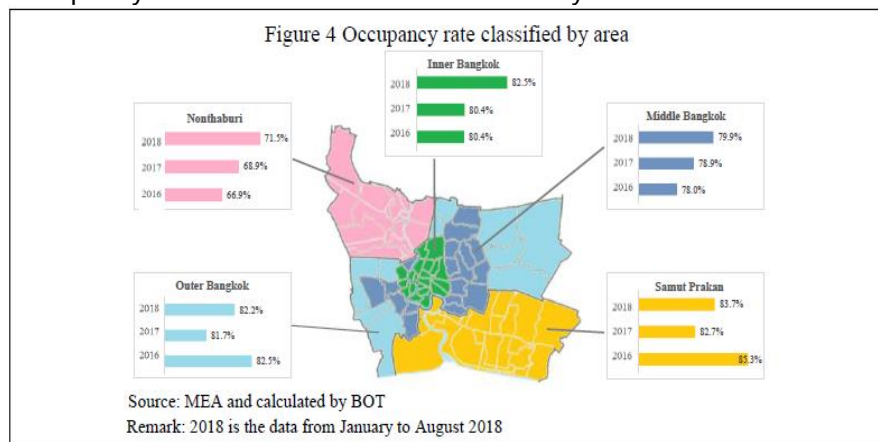 Figure 4 Occupancy rate classified by area
Inner Bangkok
2018 82.5%
2017 80.4%
2016 80.4%
Nonthaburi
2018 71.5%
2017 68.9%
2016 66.9%
Middle Bangkok
2018 79.9%
2017 78.9%
2016 78.0%
Outer Bangkok
2018 82.2%
2017 81.7%
2016 82.5%
Samut Prakan
2018 83.7%
2017 82.7%
2016 85.3%
Source: MEA and calculated by BOT
Remark: 2018 is the data from January to August 2018